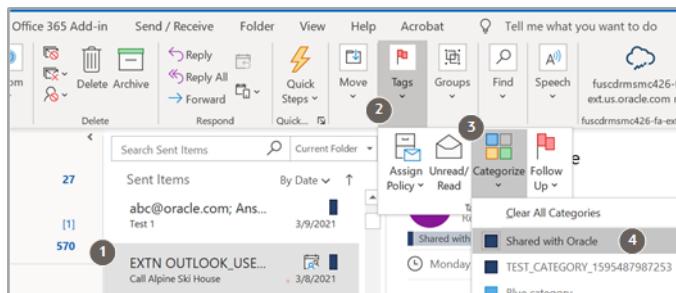 Office 365 Add-in Send / Receive Folder View Help Acrobat Tell me what you want to do
Delete Archive
Reply
Reply All
Forward
Quick Steps
Move
Tags
Groups
Find
Speech
fuscdrmsmc426-
ext.us.oracle.com
Delete Respond Quick... fuscdrmsmc426-fa-ext
2
3
Search Sent Items Current Folder
Assign Policy
Unread/ Read
Categorize
Follow Up
27
Sent Items By Date
abc@oracle.com; Ans...
Test 1 3/9/2021
Clear All Categories
[1]
570
1
Shared with
Shared with Oracle
4
EXTN OUTLOOK_USE...
Call Alpine Ski House 3/8/2021
Monday
TEST_CATEGORY_1595487987253
Blue category